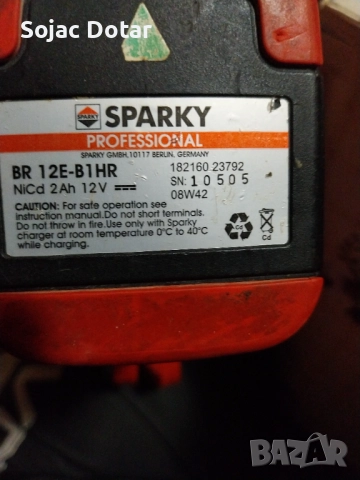 Sojac Dotar
SPARKY
PROFESSIONAL
SPARKY GMBH, 10117 BERLIN, GERMANY
BR 12E-B1HR
182160 23792
NiCd 2Ah 12V
SN: 10505
08W42
CAUTION: For safe operation see
instruction manual. Do not short terminals.
Do not throw in fire. Use only with Sparky
charger at room temperature 0°C to 40°C
Cd
Cd
BAZAR
bg